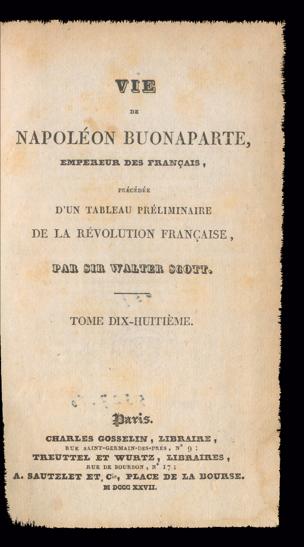 VIE
DE
NAPOLÉON BUONAPARTE,
EMPEREUR DES FRANÇAIS,
PRÉCÉDÉE
D'UN TABLEAU PRÉLIMINAIRE
DE LA RÉVOLUTION FRANÇAISE,
PAR SIR WALTER SCOTT.
TOME DIX-HUITIÈME.
Paris.
CHARLES GOSSELIN, LIBRAIRE,
RUE SAINT-GERMAIN-DES-PRÉS, N° 9;
TREUTTEL ET WURTZ, LIBRAIRES,
RUE DE BOURBON, N° 17;
A. SAUTELET ET Cie, PLACE DE LA BOURSE.
M DCCC XXVII.